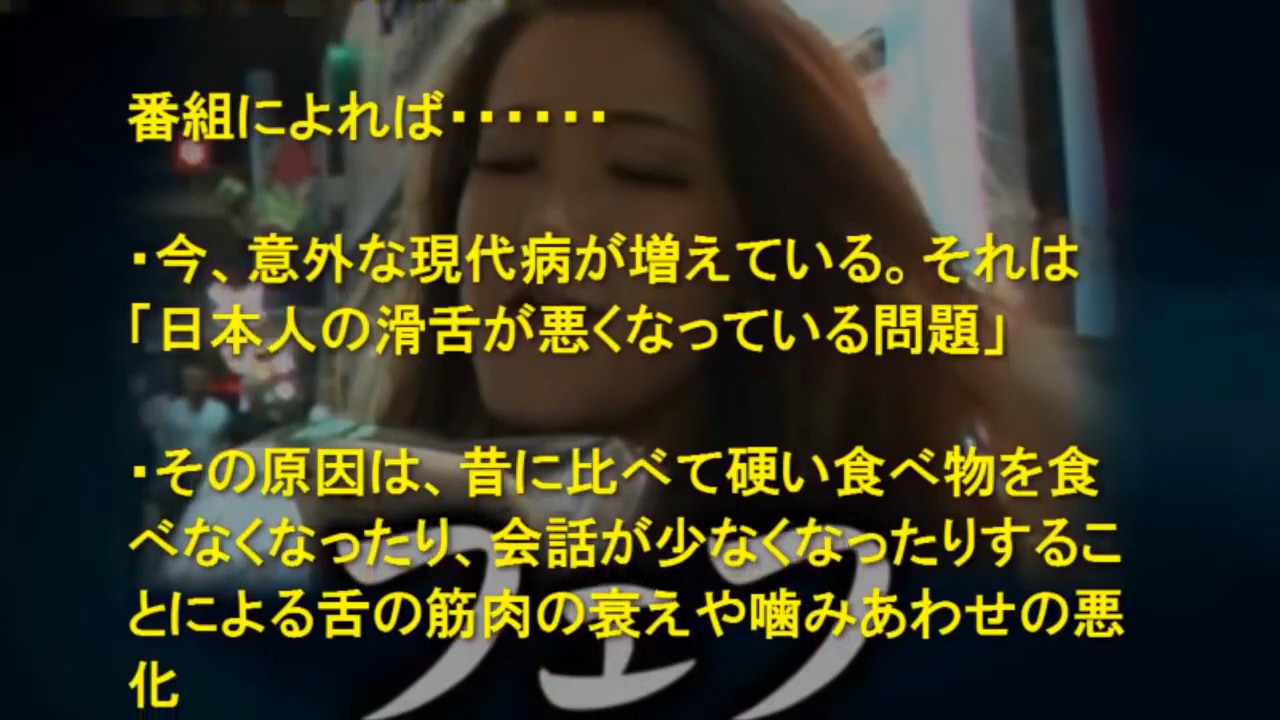 番組によれば・・・・・・
・今、意外な現代病が増えている。それは
「日本人の滑舌が悪くなっている問題」
・その原因は、昔に比べて硬い食べ物を食
べなくなったり、会話が少なくなったりするこ
とによる舌の筋肉の衰えや噛みあわせの悪
化
フェフ